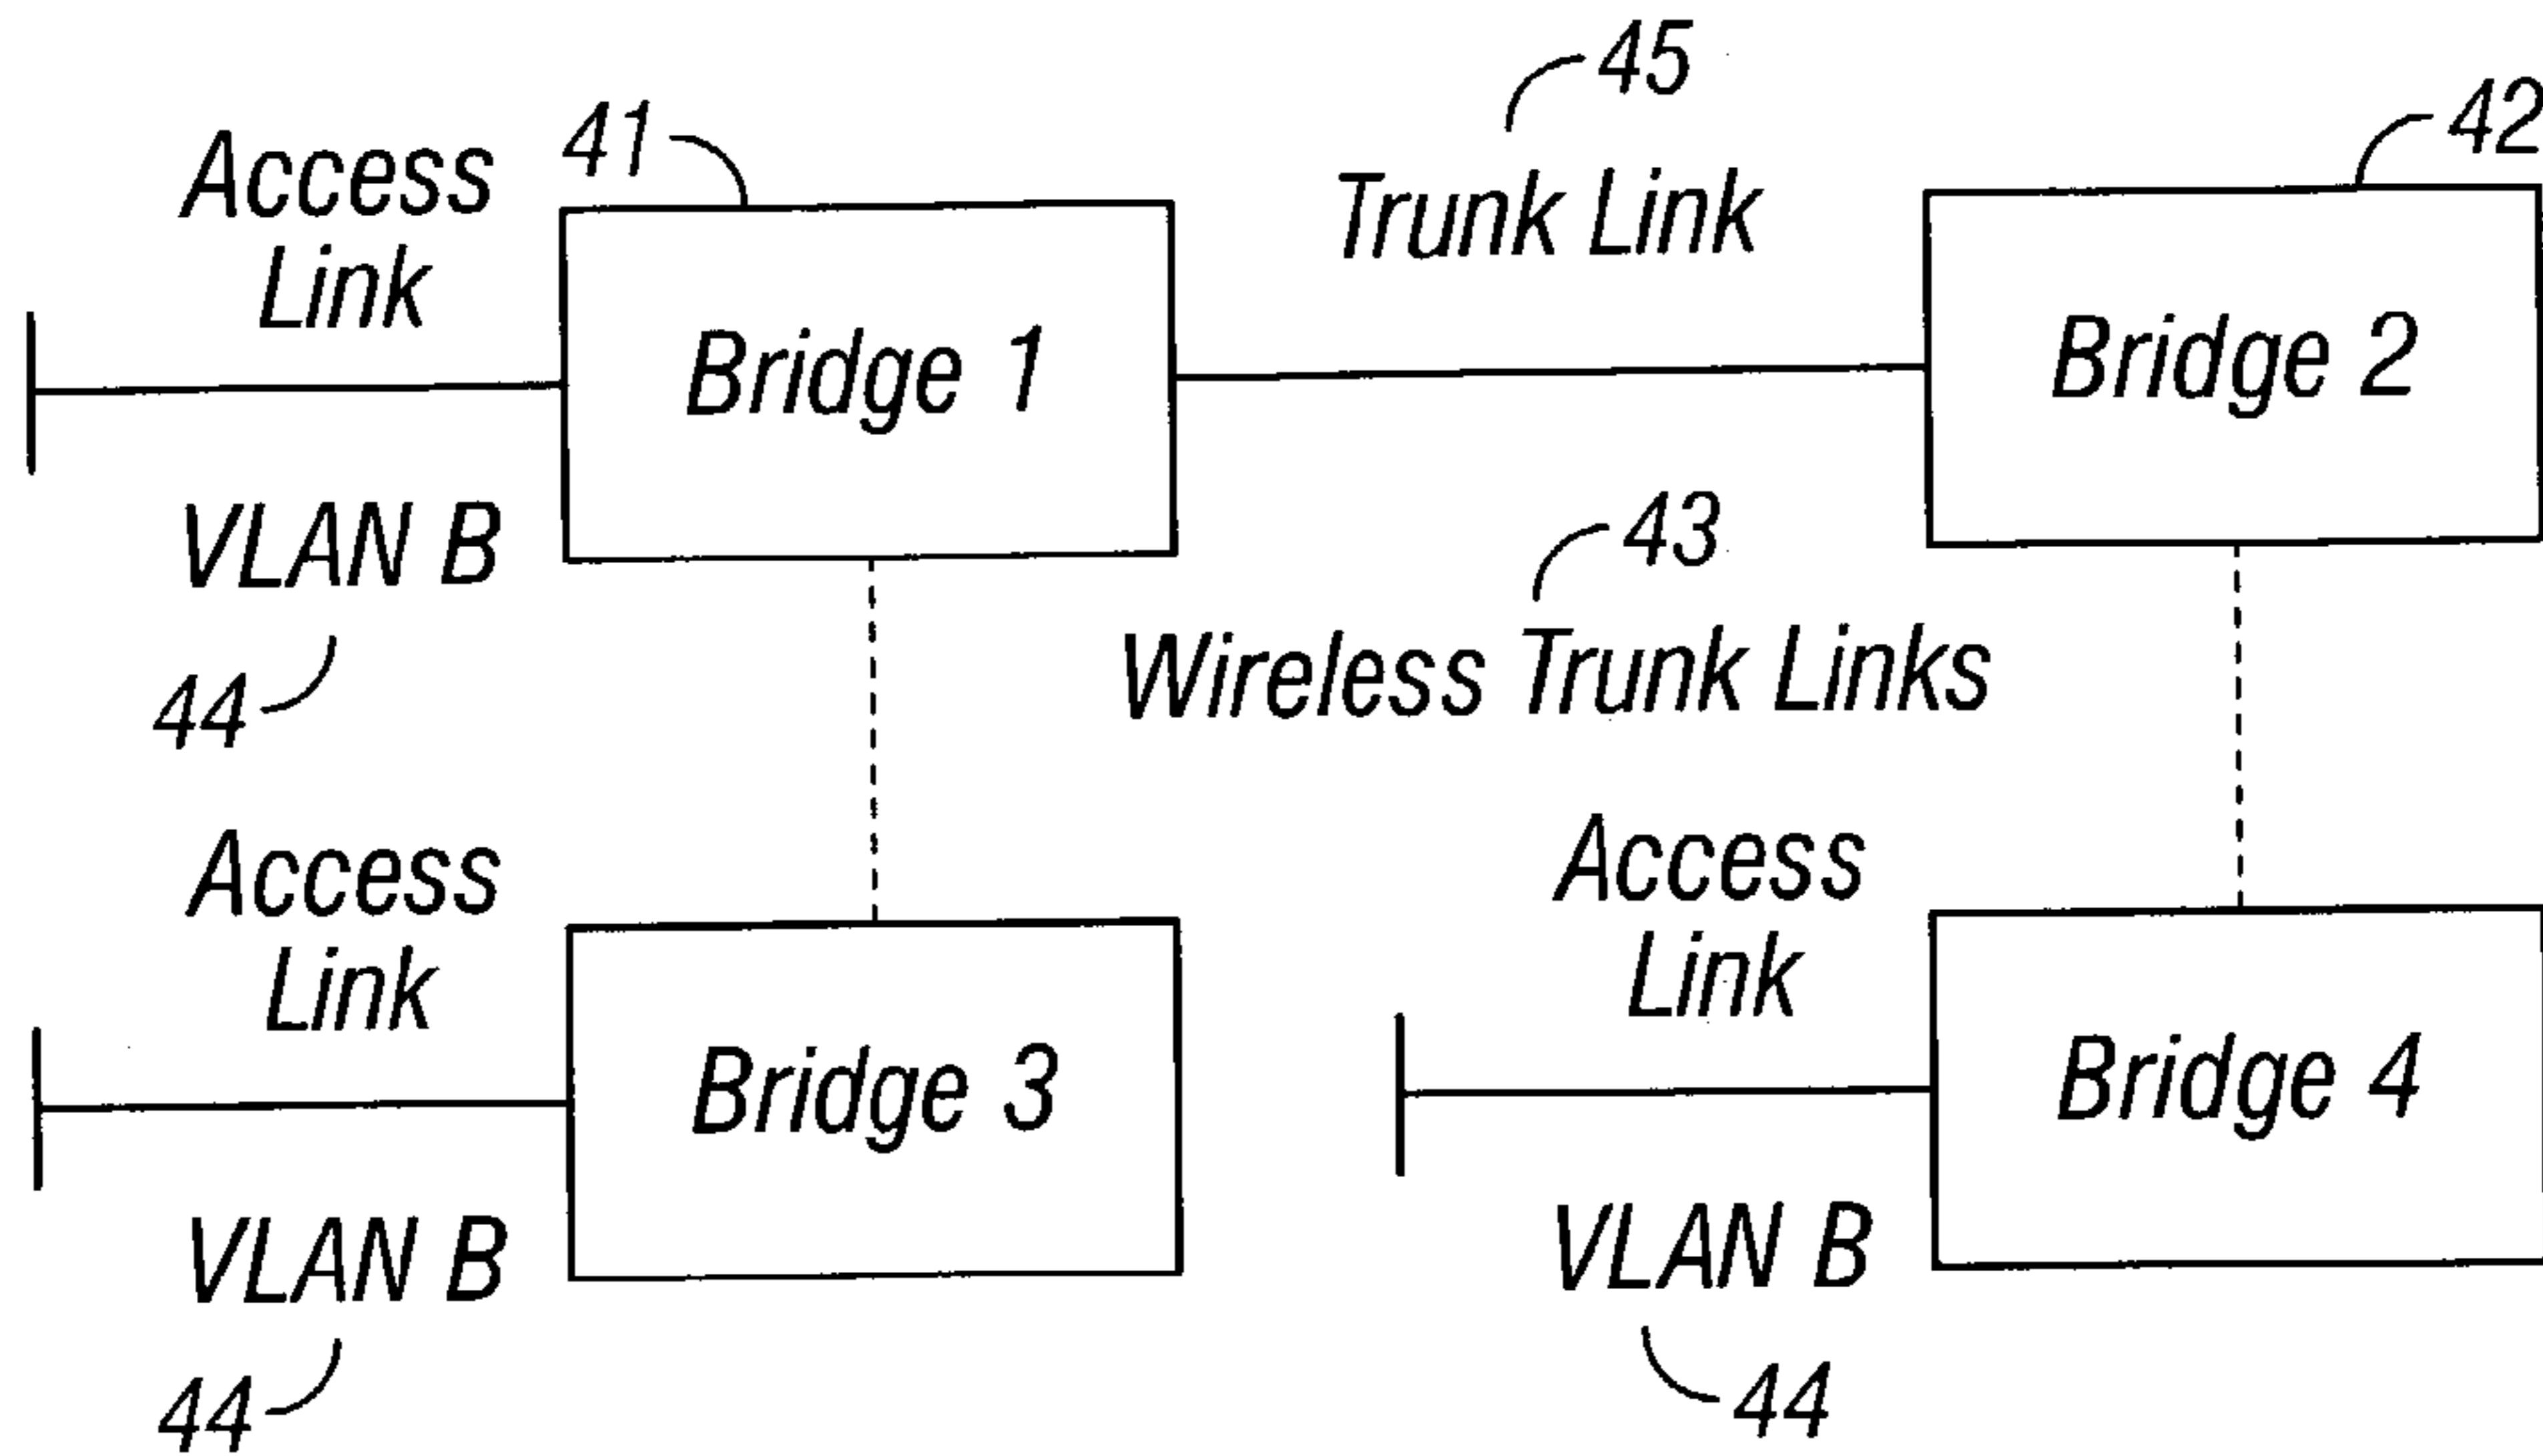 45
42
41
Access
Link
Trunk Link
Bridge 1
Bridge 2
VLAN B
44
43
Wireless Trunk Links
Access
Link
Access
Link
Bridge 3
Bridge 4
VLAN B
44
VLAN B
44